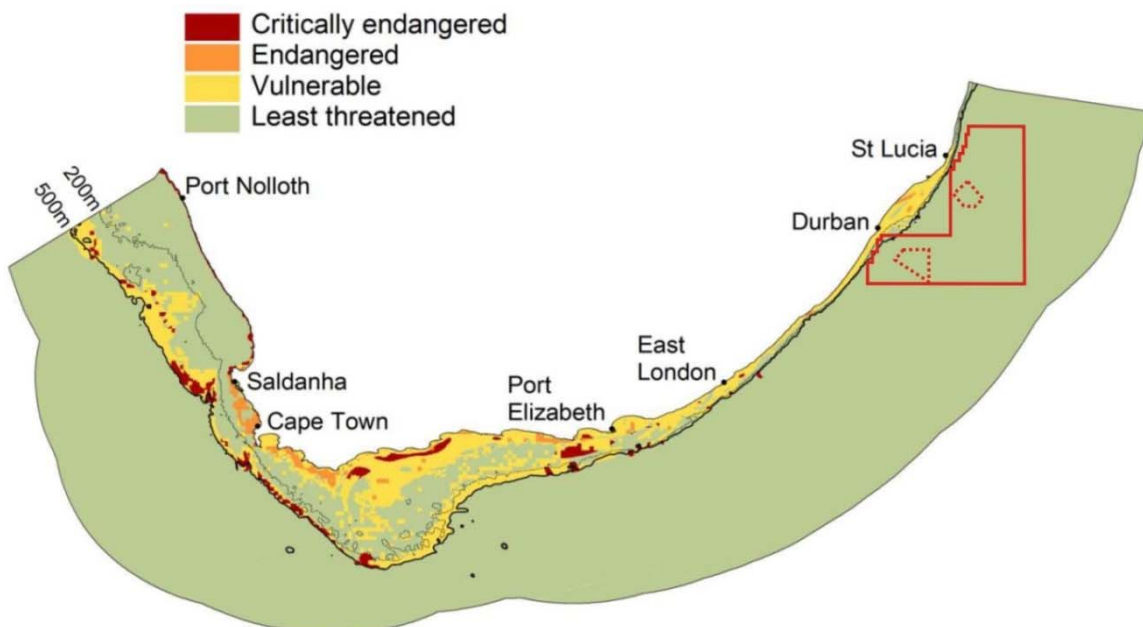 Critically endangered
Endangered
Vulnerable
Least threatened
St Lucia
200m
500m
Port Nolloth
Durban
East
London
Port
Elizabeth
Saldanha
Cape Town